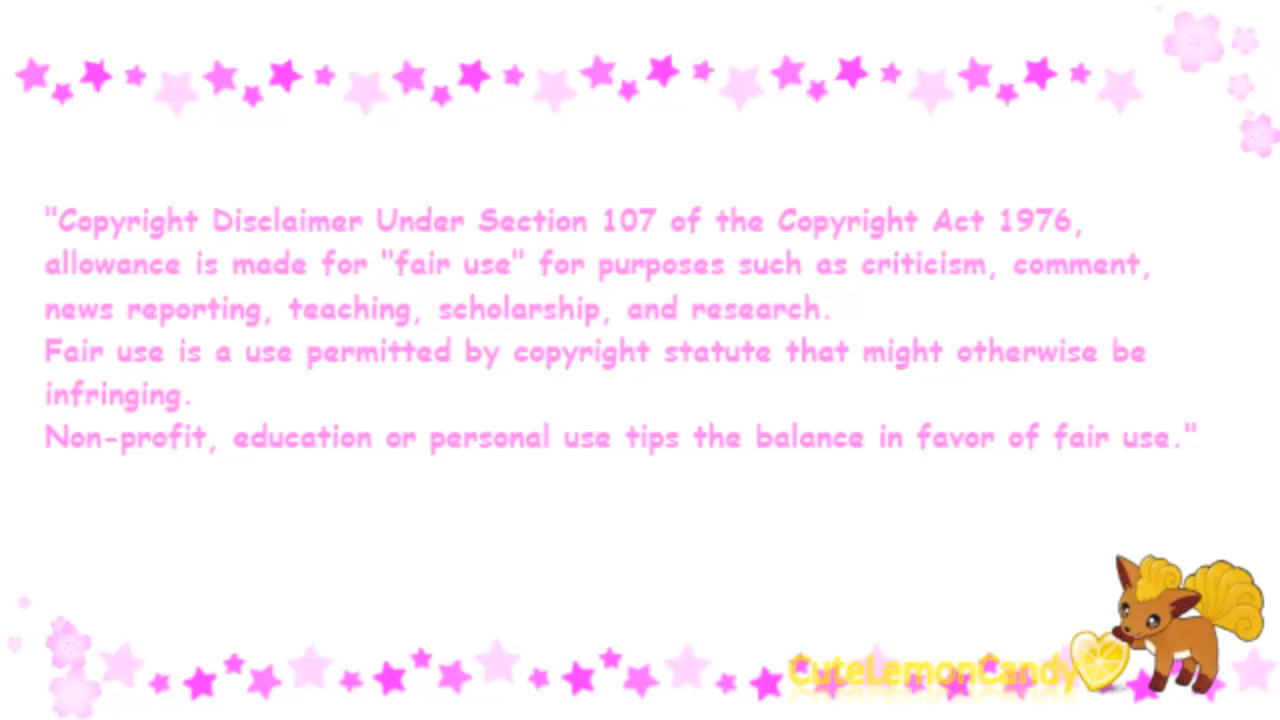 "Copyright Disclaimer Under Section 107 of the Copyright Act 1976,
allowance is made for "fair use" for purposes such as criticism, comment,
news reporting, teaching, scholarship, and research.
Fair use is a use permitted by copyright statute that might otherwise be
infringing.
Non-profit, education or personal use tips the balance in favor of fair use."
CuteLemonCandy